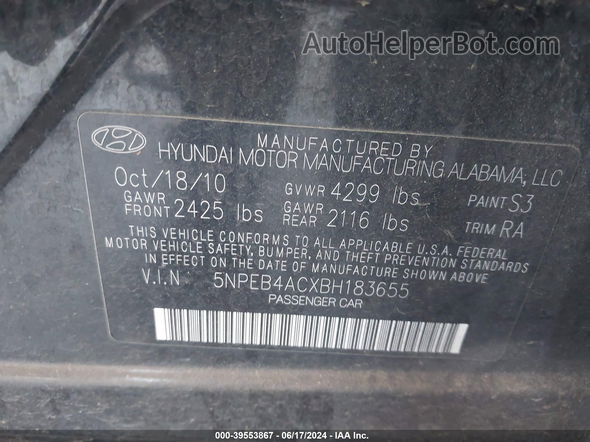 AutoHelperBot.com
MANUFACTURED BY
HYUNDAI MOTOR MANUFACTURING ALABAMA, LLC
Oct/18/10 GVWR 4299 lbs PAINT S3
GAWR FRONT 2425 lbs GAWR REAR 2116 lbs TRIM RA
THIS VEHICLE CONFORMS TO ALL APPLICABLE U.S.A. FEDERAL
MOTOR VEHICLE SAFETY, BUMPER, AND THEFT PREVENTION STANDARDS
IN EFFECT ON THE DATE OF MANUFACTURE SHOWN ABOVE
V.I.N 5NPEB4ACXBH183655
PASSENGER CAR
000-39553867 - 06/17/2024 - IAA Inc.